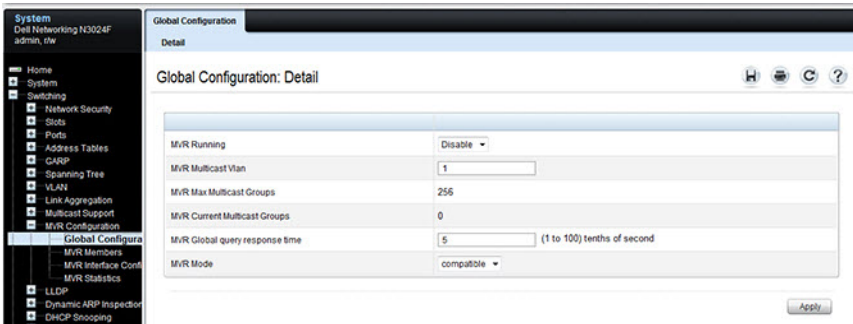 System
Dell Networking N3024F
admin, r/w
Home
System
Switching
Network Security
Slots
Ports
Address Tables
GARP
Spanning Tree
VLAN
Link Aggregation
Multicast Support
MVR Configuration
Global Configura
MVR Members
MVR Interface Confi
MVR Statistics
LLDP
Dynamic ARP Inspection
DHCP Snooping
Global Configuration
Detail
Global Configuration: Detail
MVR Running Disable
MVR Multicast Vlan 1
MVR Max Multicast Groups 256
MVR Current Multicast Groups 0
MVR Global query response time 5 (1 to 100) tenths of second
MVR Mode compatible
Apply